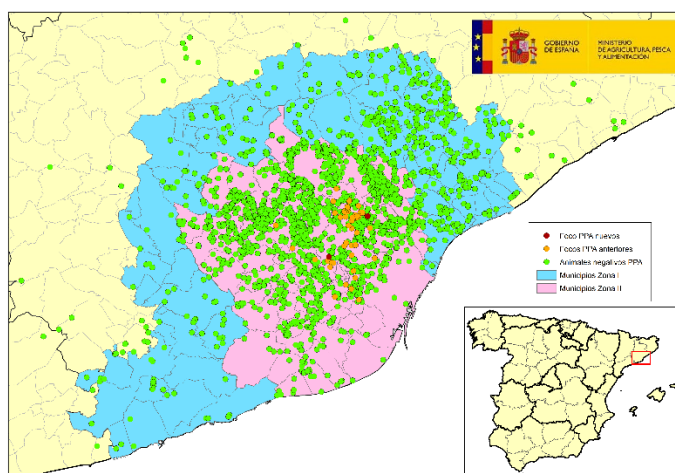 GOBIERNO
DE ESPAÑA
MINISTERIO
DE AGRICULTURA, PESCA
Y ALIMENTACIÓN
Foco PPA nuevos
Focos PPA anteriores
Animales negativos PPA
Municipios Zona I
Municipios Zona II